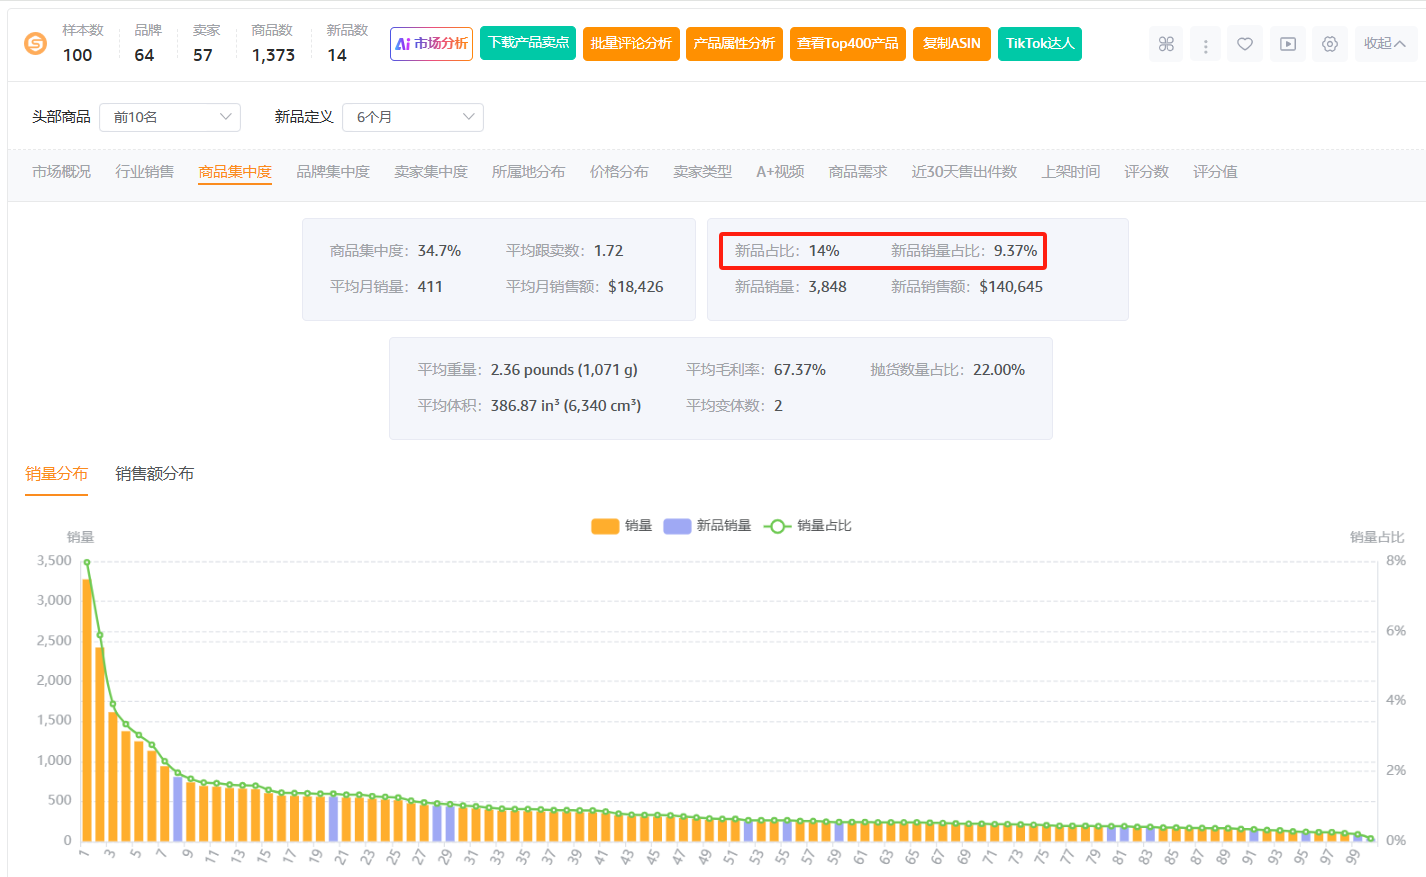 样本数 品牌 卖家 商品数 新品数
100 64 57 1,373 14
Ai 市场分析 下载产品卖点 批量评论分析 产品属性分析 查看Top400产品 复制ASIN TikTok达人 收起
头部商品 前10名 新品定义 6个月
市场概况 行业销售 商品集中度 品牌集中度 卖家集中度 所属地分布 价格分布 卖家类型 A+视频 商品需求 近30天售出件数 上架时间 评分数 评分值
商品集中度: 34.7% 平均跟卖数: 1.72
平均月销量: 411 平均月销售额: $18,426
新品占比: 14% 新品销量占比: 9.37%
新品销量: 3,848 新品销售额: $140,645
平均重量: 2.36 pounds (1,071 g) 平均毛利率: 67.37% 抛货数量占比: 22.00%
平均体积: 386.87 in³ (6,340 cm³) 平均变体数: 2
销量分布 销售额分布
销量 新品销量 销量占比
销量 销量占比
3,500 8%
3,000
2,500 6%
2,000
1,500 4%
1,000 2%
500
0 0%
1 3 5 7 9 11 13 15 17 19 21 23 25 27 29 31 33 35 37 39 41 43 45 47 49 51 53 55 57 59 61 63 65 67 69 71 73 75 77 79 81 83 85 87 89 91 93 95 97 99